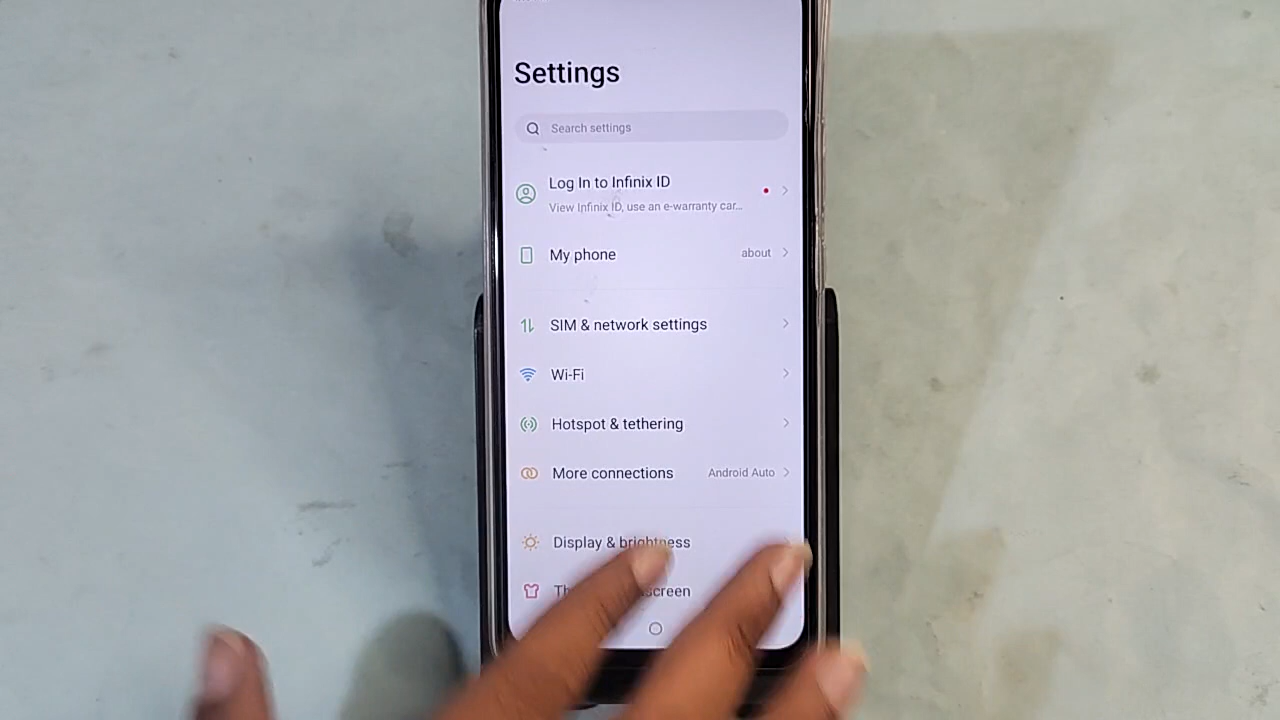 Settings
Search settings
Log In to Infinix ID
View Infinix ID, use an e-warranty car...
My phone
about
SIM & network settings
Wi-Fi
Hotspot & tethering
More connections
Android Auto
Display & brightness
screen